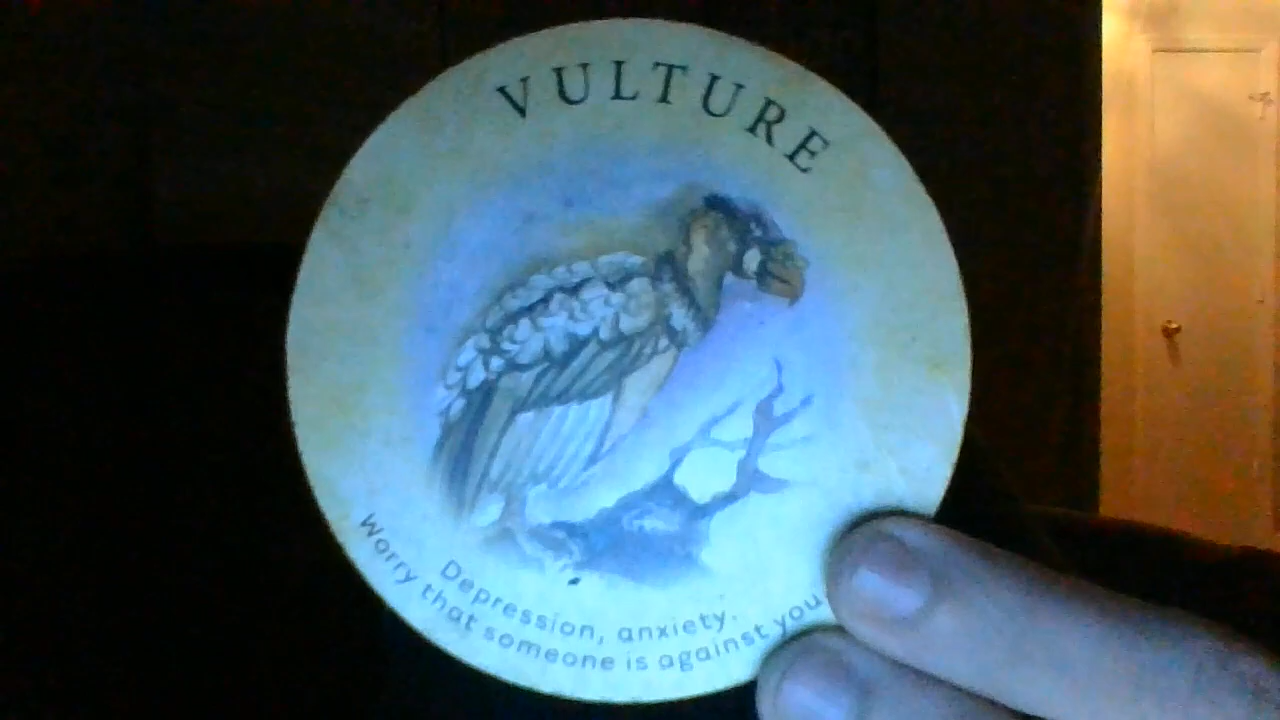 VULTURE
Depression, anxiety.
Worry that someone is against you